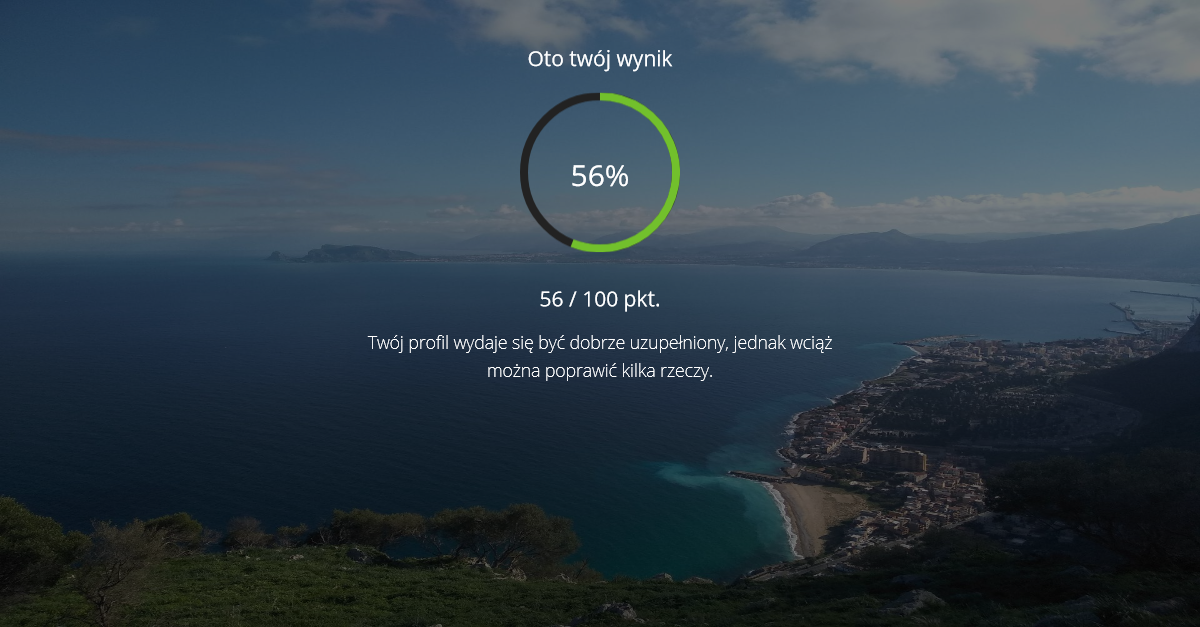 Oto twój wynik
56%
56 / 100 pkt.
Twój profil wydaje się być dobrze uzupełniony, jednak wciąż
można poprawić kilka rzeczy.